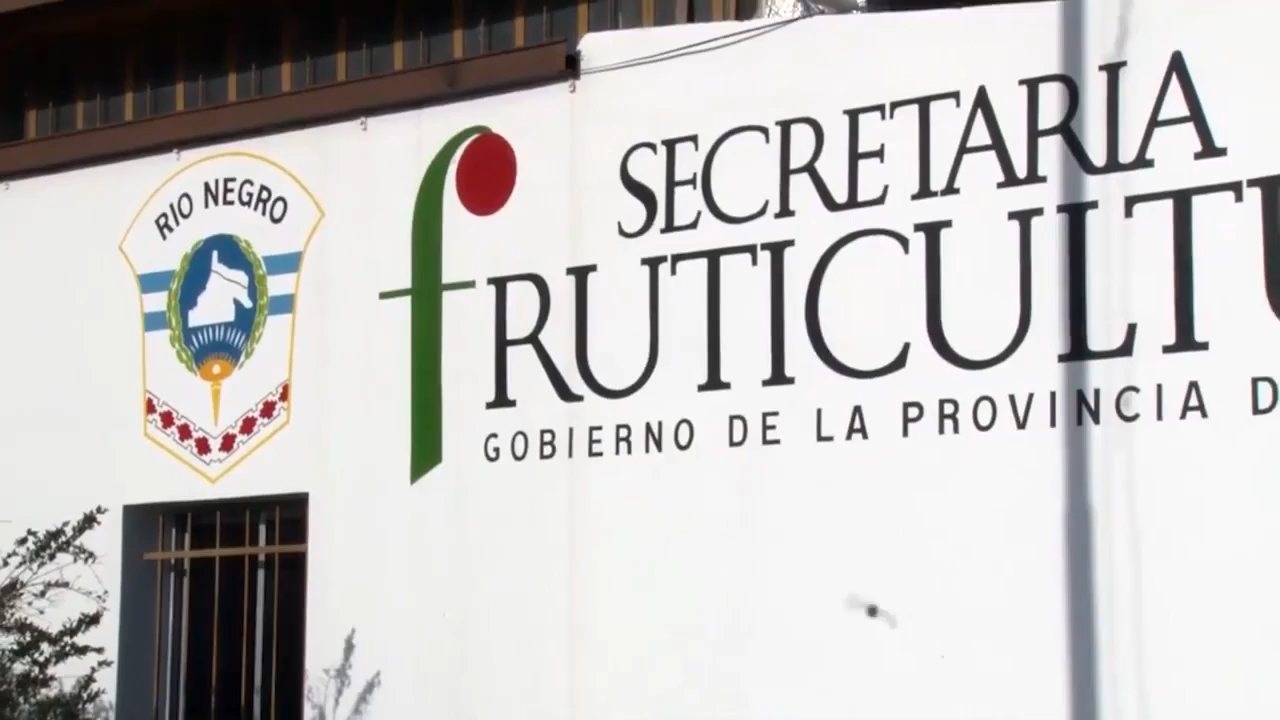 RIO NEGRO
SECRETARIA
fRUTICULTU
GOBIERNO DE LA PROVINCIA D